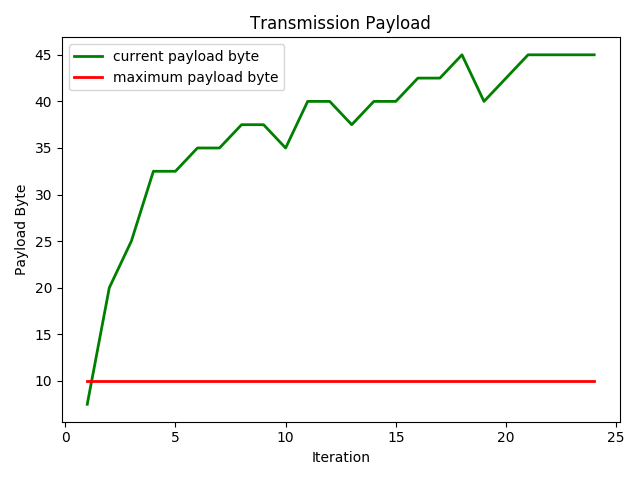 Transmission Payload
current payload byte
maximum payload byte
Payload Byte
45
40
35
30
25
20
15
10
0
5
10
15
20
25
Iteration